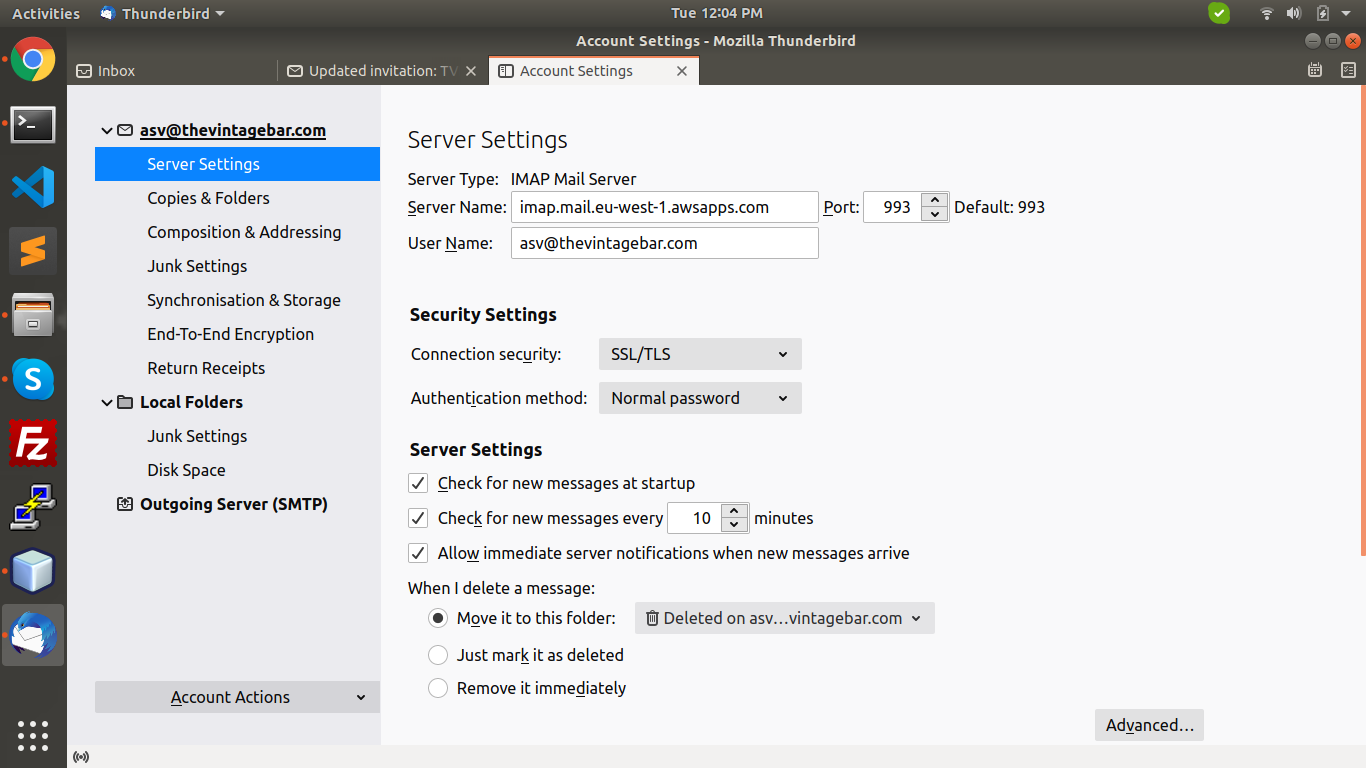 Activities Thunderbird Tue 12:04 PM
Account Settings - Mozilla Thunderbird
Inbox Updated invitation: TV Account Settings
asv@thevintagebar.com
Server Settings
Copies & Folders
Composition & Addressing
Junk Settings
Synchronisation & Storage
End-To-End Encryption
Return Receipts
Local Folders
Junk Settings
Disk Space
Outgoing Server (SMTP)
Account Actions
Server Settings
Server Type: IMAP Mail Server
Server Name: imap.mail.eu-west-1.awsapps.com Port: 993 Default: 993
User Name: asv@thevintagebar.com
Security Settings
Connection security: SSL/TLS
Authentication method: Normal password
Server Settings
Check for new messages at startup
Check for new messages every 10 minutes
Allow immediate server notifications when new messages arrive
When I delete a message:
Move it to this folder: Deleted on asv...vintagebar.com
Just mark it as deleted
Remove it immediately
Advanced...